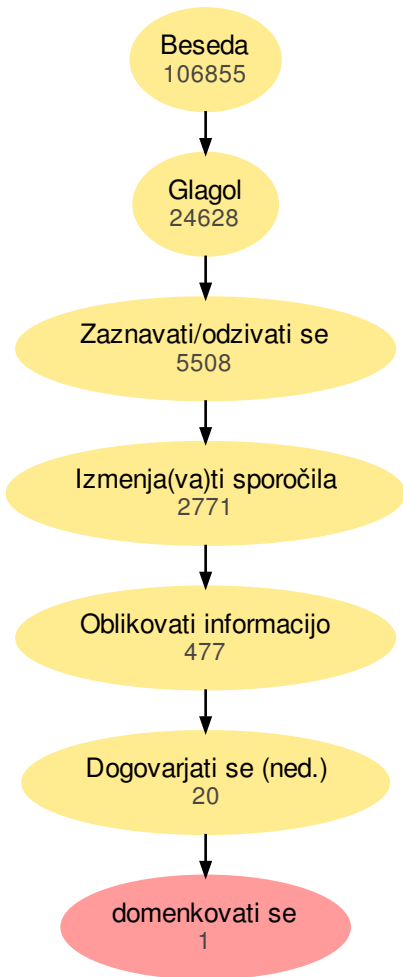 Beseda
106855
Glagol
24628
Zaznavati/odzivati se
5508
Izmenja(va)ti sporočila
2771
Oblikovati informacijo
477
Dogovarjati se (ned.)
20
domenkovati se
1